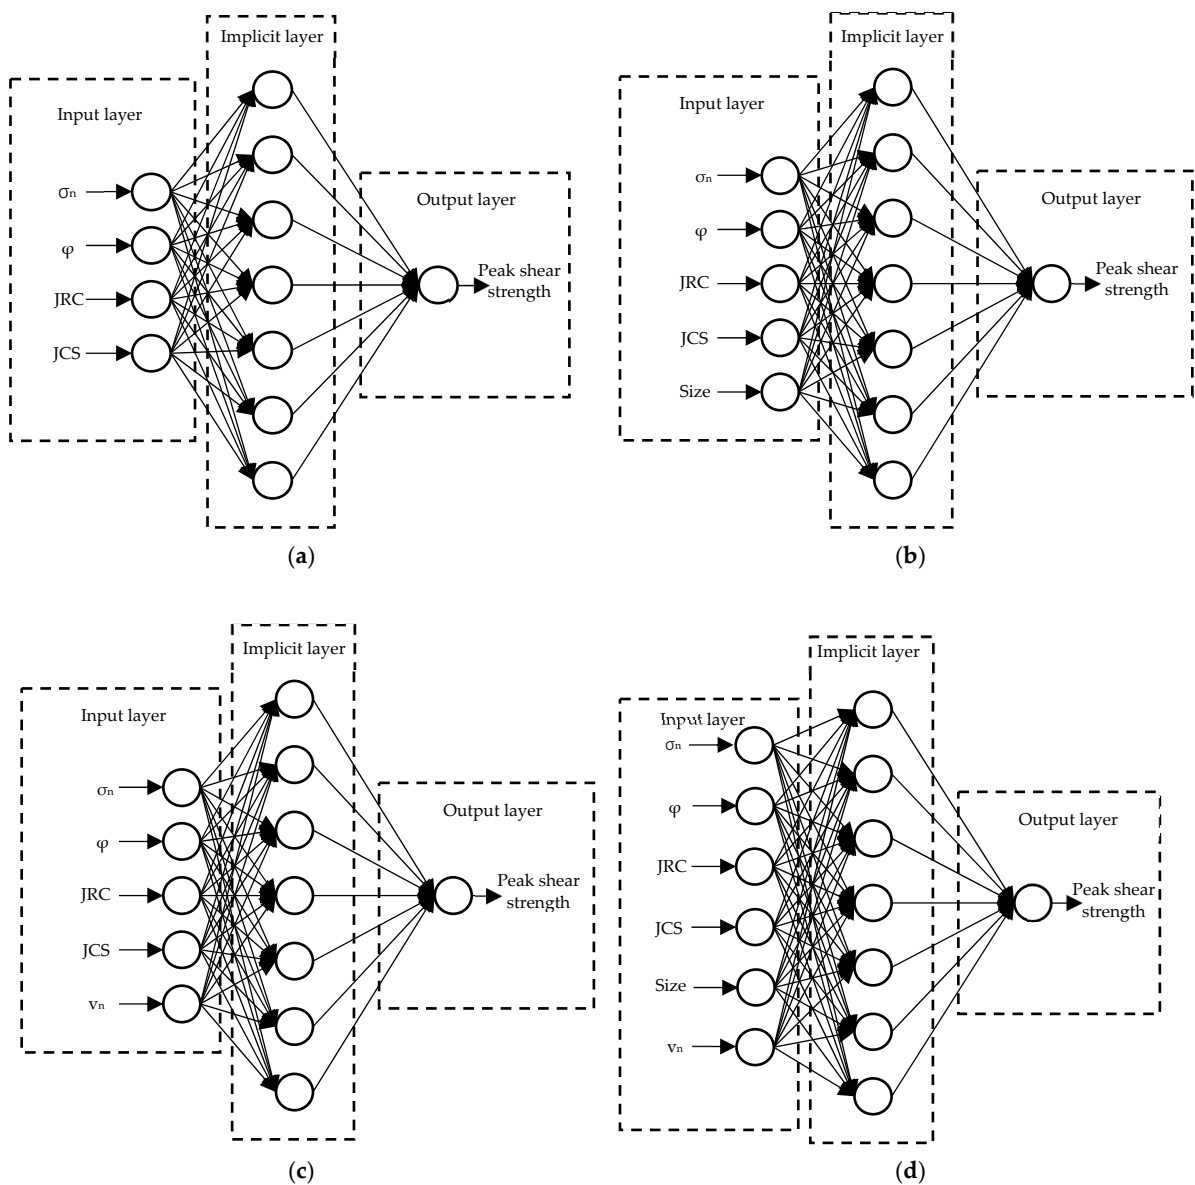 Implicit layer
Input layer
σn
φ
JRC
JCS
Output layer
Peak shear
strength
(a)
Implicit layer
Input layer
σn
φ
JRC
JCS
Size
Output layer
Peak shear
strength
(b)
Implicit layer
Input layer
σn
φ
JRC
JCS
vn
Output layer
Peak shear
strength
(c)
Implicit layer
Input layer
σn
φ
JRC
JCS
Size
vn
Output layer
Peak shear
strength
(d)